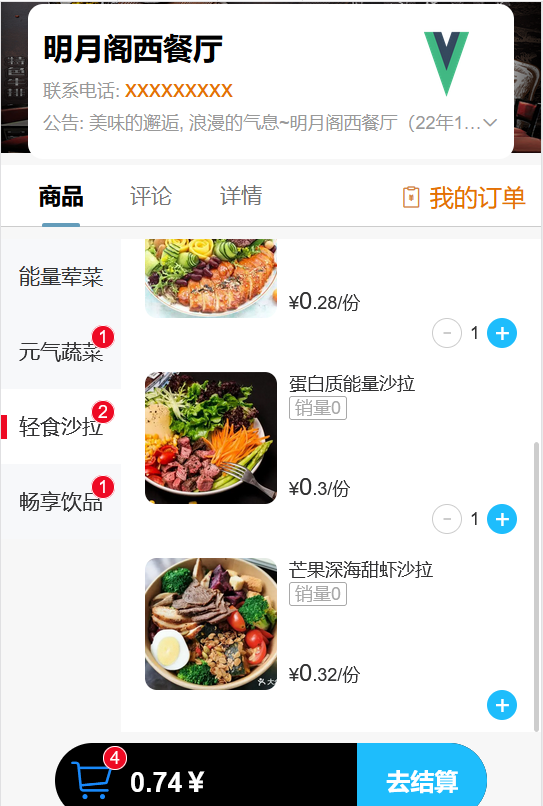 明月阁西餐厅
联系电话: XXXXXXXXX
公告: 美味的邂逅, 浪漫的气息~明月阁西餐厅（22年1...
商品 评论 详情 我的订单
能量荤菜
元气蔬菜 1
轻食沙拉 2
畅享饮品 1
¥0.28/份
- 1 +
蛋白质能量沙拉
销量0
¥0.3/份
- 1 +
芒果深海甜虾沙拉
销量0
¥0.32/份
+
4
0.74￥
去结算